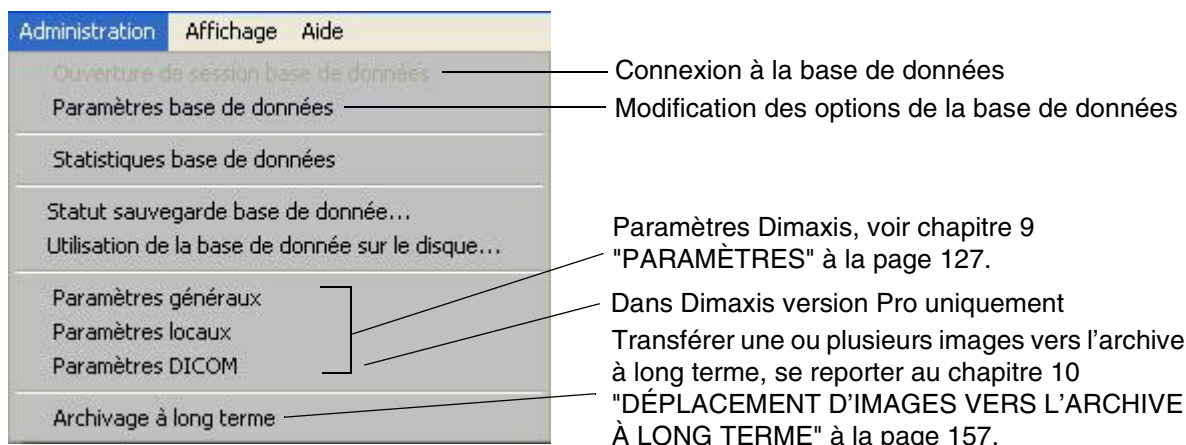 Administration Affichage Aide
Ouverture de session base de données
Paramètres base de données
Statistiques base de données
Statut sauvegarde base de donnée...
Utilisation de la base de donnée sur le disque...
Paramètres généraux
Paramètres locaux
Paramètres DICOM
Archivage à long terme
Connexion à la base de données
Modification des options de la base de données
Paramètres Dimaxis, voir chapitre 9
"PARAMÈTRES" à la page 127.
Dans Dimaxis version Pro uniquement
Transférer une ou plusieurs images vers l'archive
à long terme, se reporter au chapitre 10
"DÉPLACEMENT D'IMAGES VERS L'ARCHIVE
À LONG TERME" à la page 157.